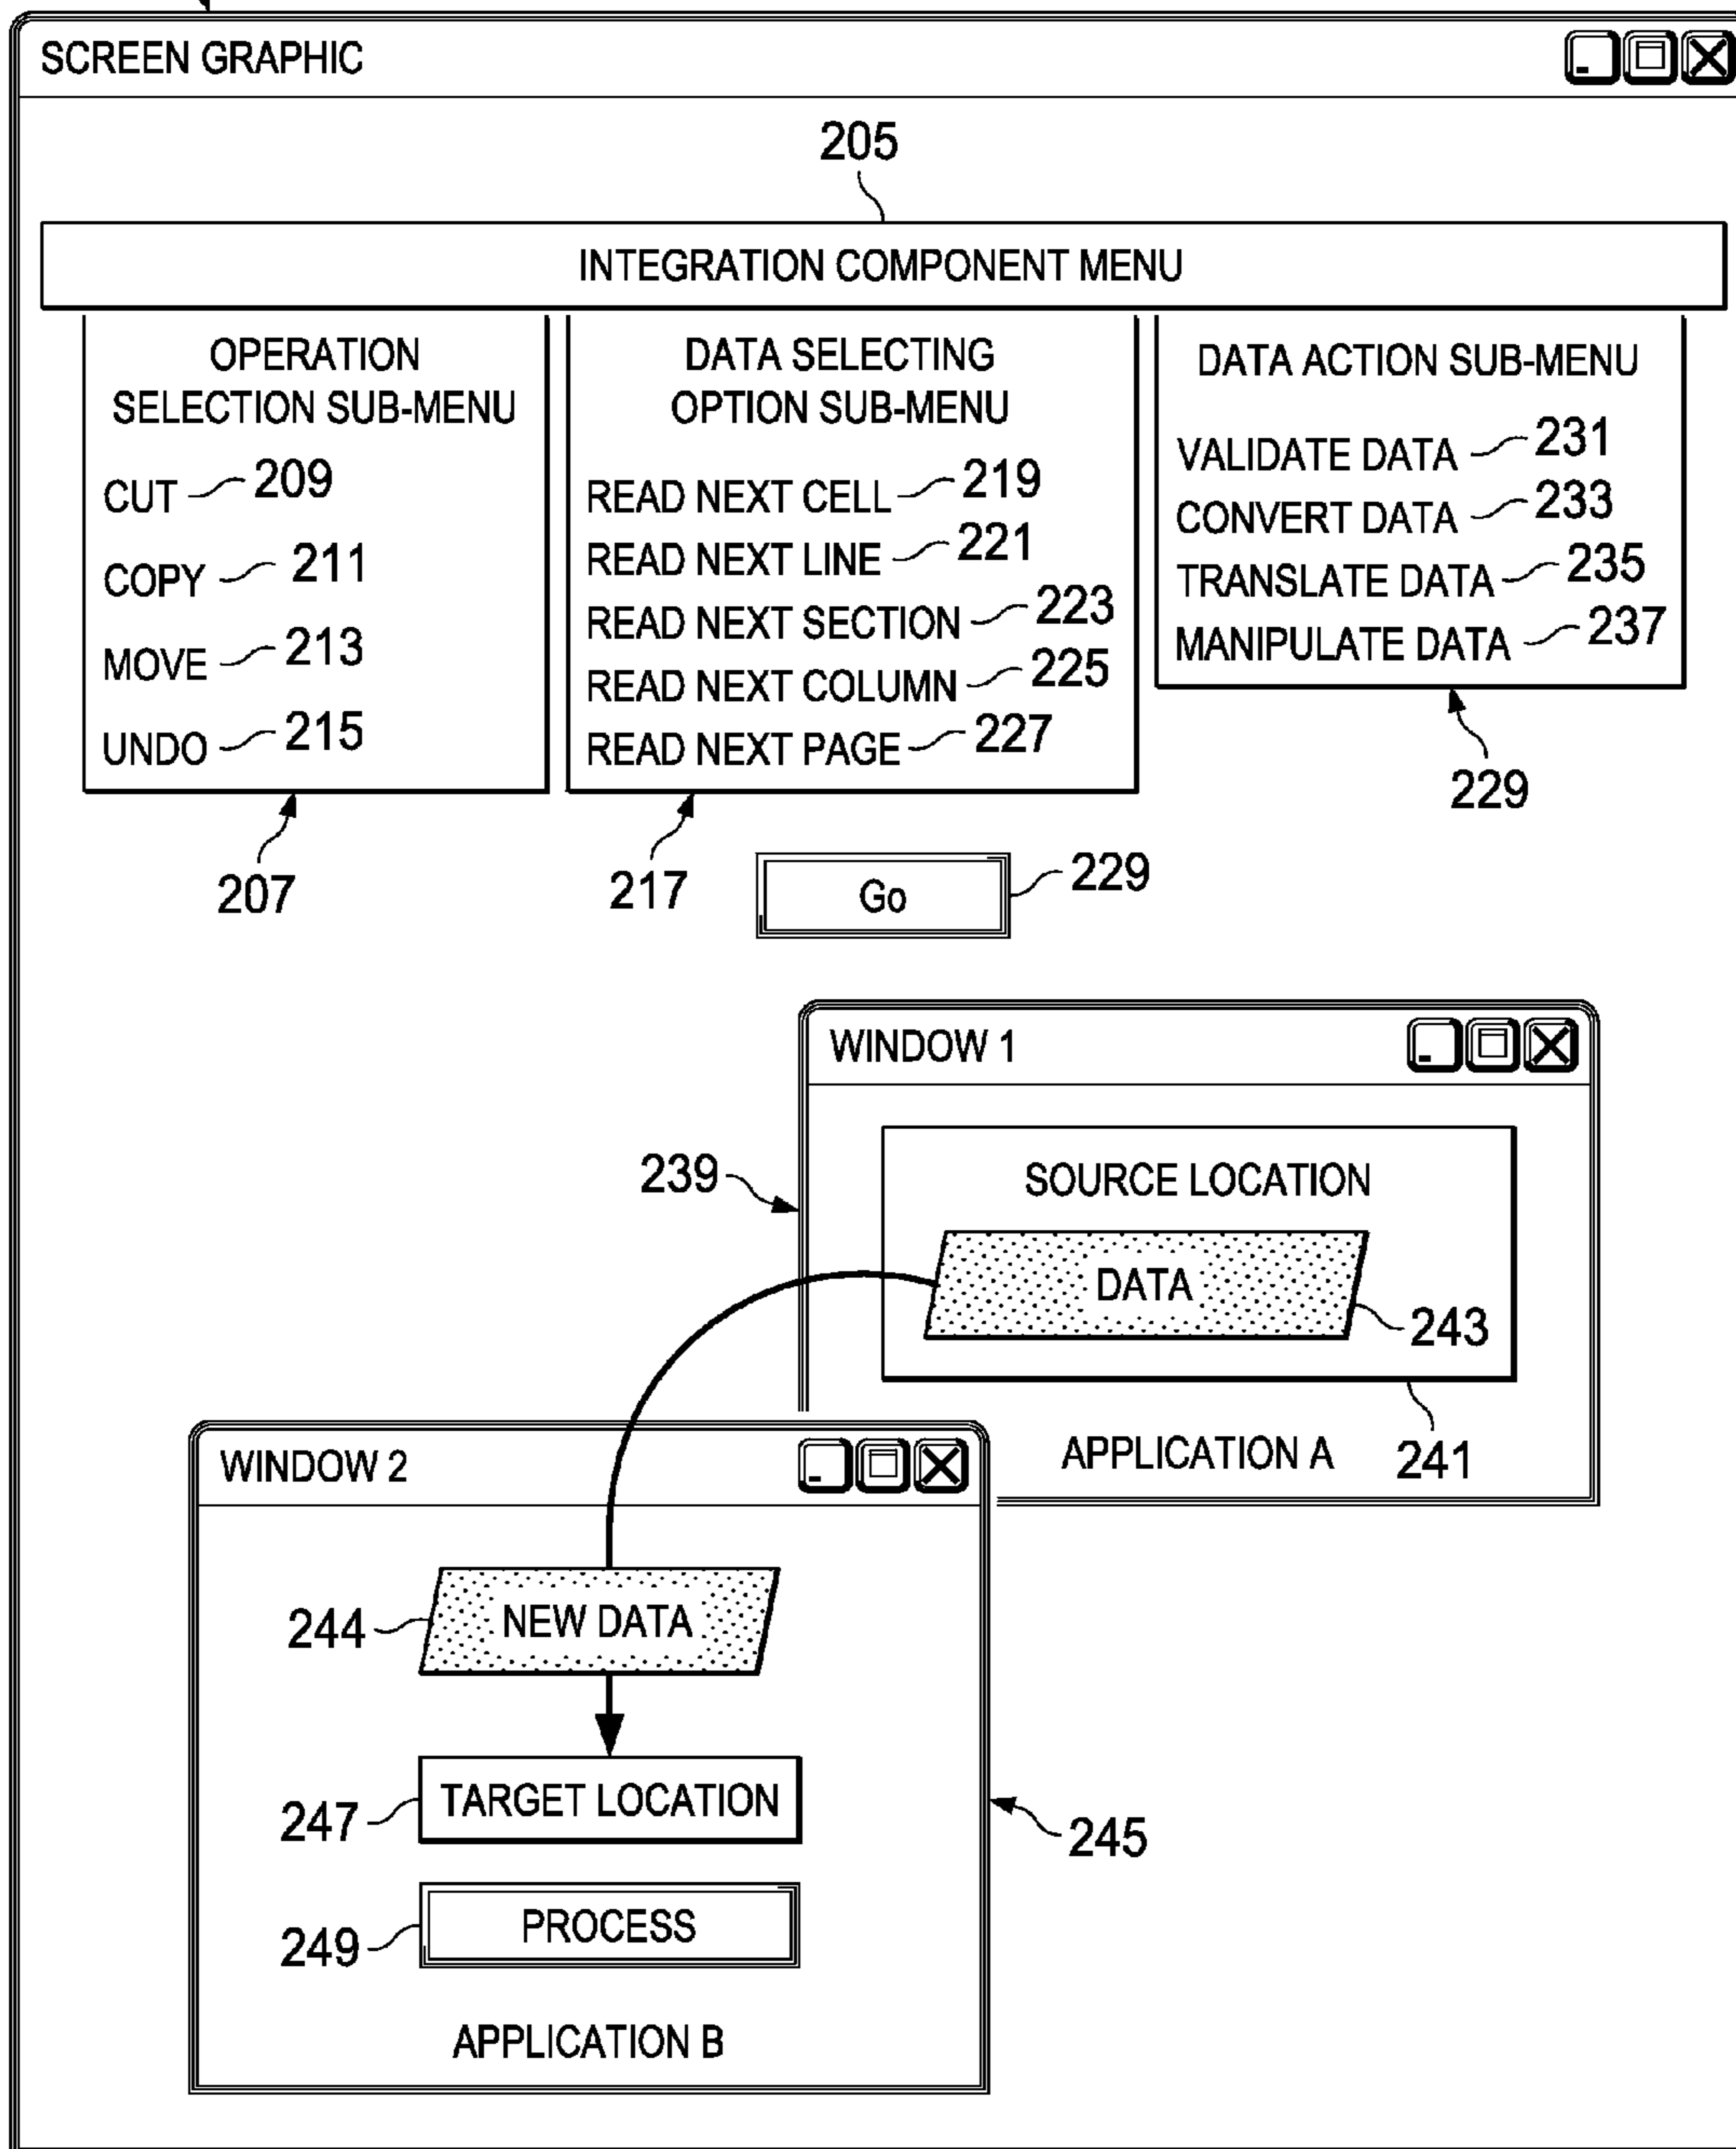 SCREEN GRAPHIC
205
INTEGRATION COMPONENT MENU
OPERATION
SELECTION SUB-MENU
CUT 209
COPY 211
MOVE 213
UNDO 215
207
DATA SELECTING
OPTION SUB-MENU
READ NEXT CELL 219
READ NEXT LINE 221
READ NEXT SECTION 223
READ NEXT COLUMN 225
READ NEXT PAGE 227
217
DATA ACTION SUB-MENU
VALIDATE DATA 231
CONVERT DATA 233
TRANSLATE DATA 235
MANIPULATE DATA 237
229
Go 229
WINDOW 1
239
SOURCE LOCATION
DATA
243
APPLICATION A 241
WINDOW 2
244 NEW DATA
247 TARGET LOCATION
245
249 PROCESS
APPLICATION B